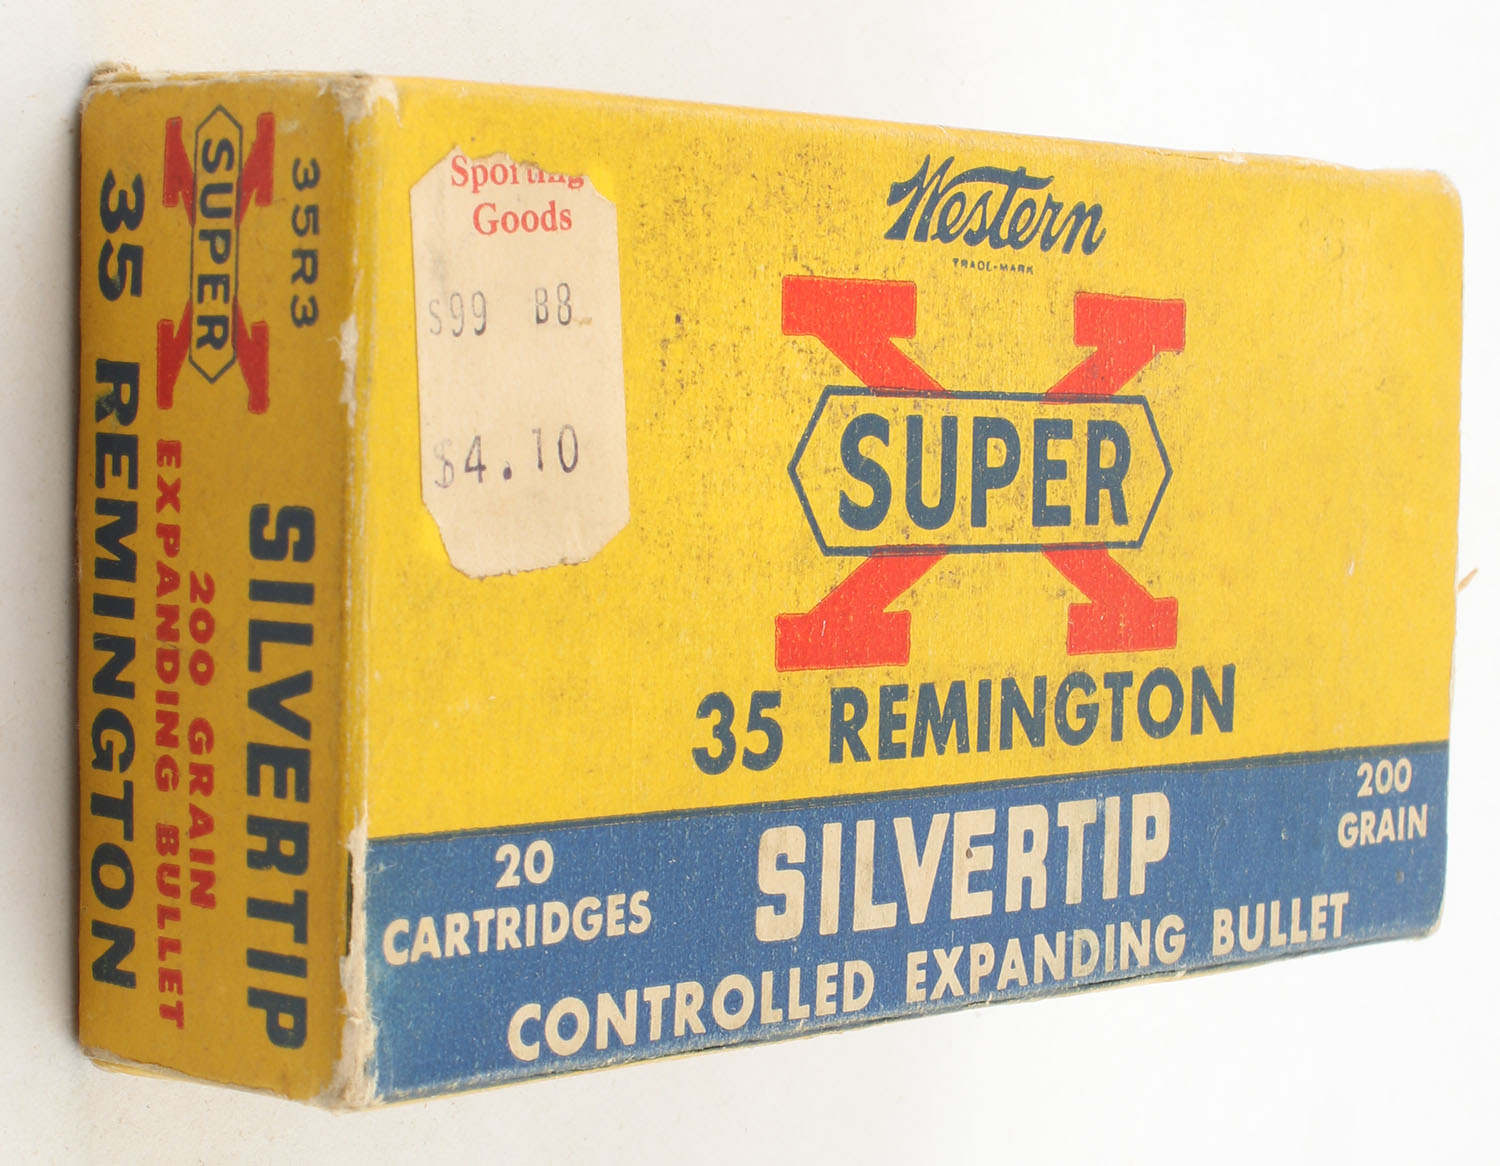 Sporting
Goods
S99 B8
$4.10
Western
TRADE-MARK
SUPER X
35 REMINGTON
20
CARTRIDGES
SILVERTIP
200
GRAIN
CONTROLLED EXPANDING BULLET
35R3
SUPER X
SILVERTIP
200 GRAIN
EXPANDING BULLET
35 REMINGTON